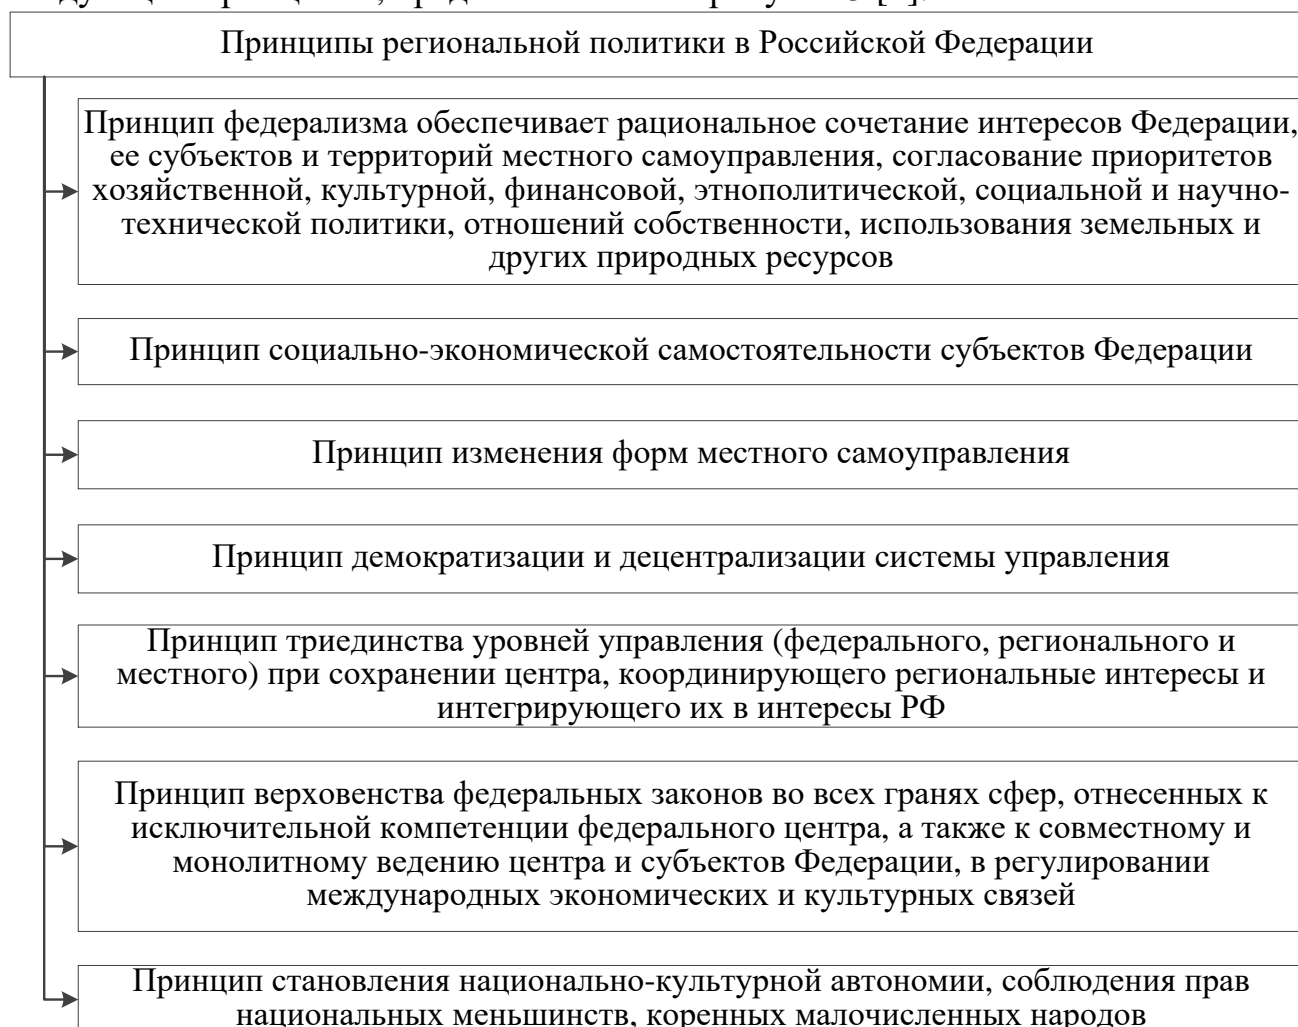 Принципы региональной политики в Российской Федерации
Принцип федерализма обеспечивает рациональное сочетание интересов Федерации,
ее субъектов и территорий местного самоуправления, согласование приоритетов
хозяйственной, культурной, финансовой, этнополитической, социальной и научно-
технической политики, отношений собственности, использования земельных и
других природных ресурсов
Принцип социально-экономической самостоятельности субъектов Федерации
Принцип изменения форм местного самоуправления
Принцип демократизации и децентрализации системы управления
Принцип триединства уровней управления (федерального, регионального и
местного) при сохранении центра, координирующего региональные интересы и
интегрирующего их в интересы РФ
Принцип верховенства федеральных законов во всех гранях сфер, отнесенных к
исключительной компетенции федерального центра, а также к совместному и
монолитному ведению центра и субъектов Федерации, в регулировании
международных экономических и культурных связей
Принцип становления национально-культурной автономии, соблюдения прав
национальных меньшинств, коренных малочисленных народов